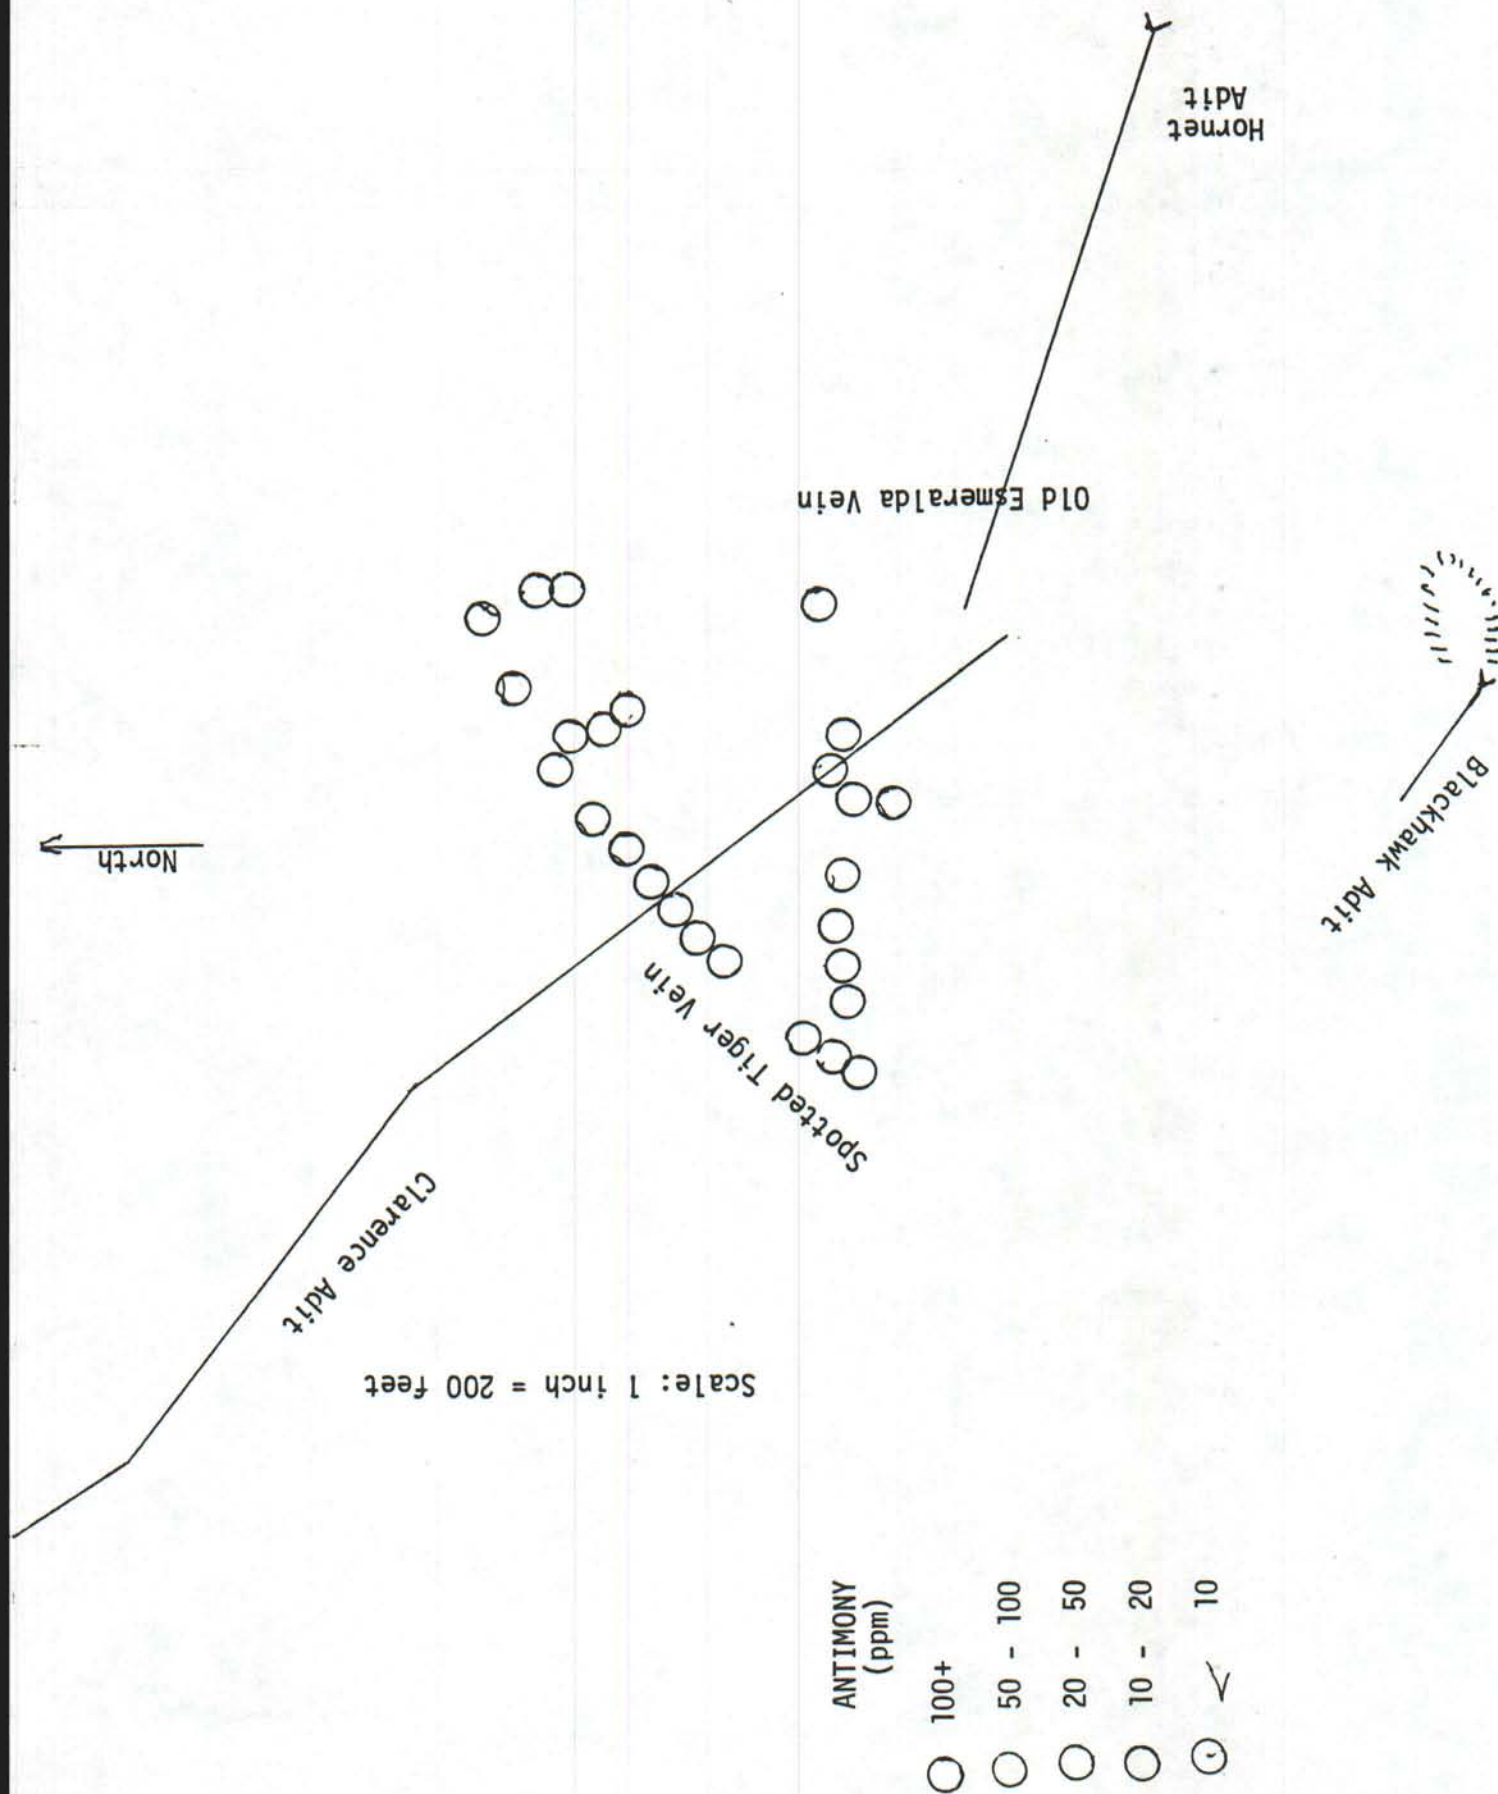 Hornet
Adit
Old Esmeralda Vein
North
Blackhawk Adit
Spotted Tiger Vein
Clarence Adit
Scale: 1 inch = 200 feet
ANTIMONY
(ppm)
100+
50 - 100
20 - 50
10 - 20
< 10